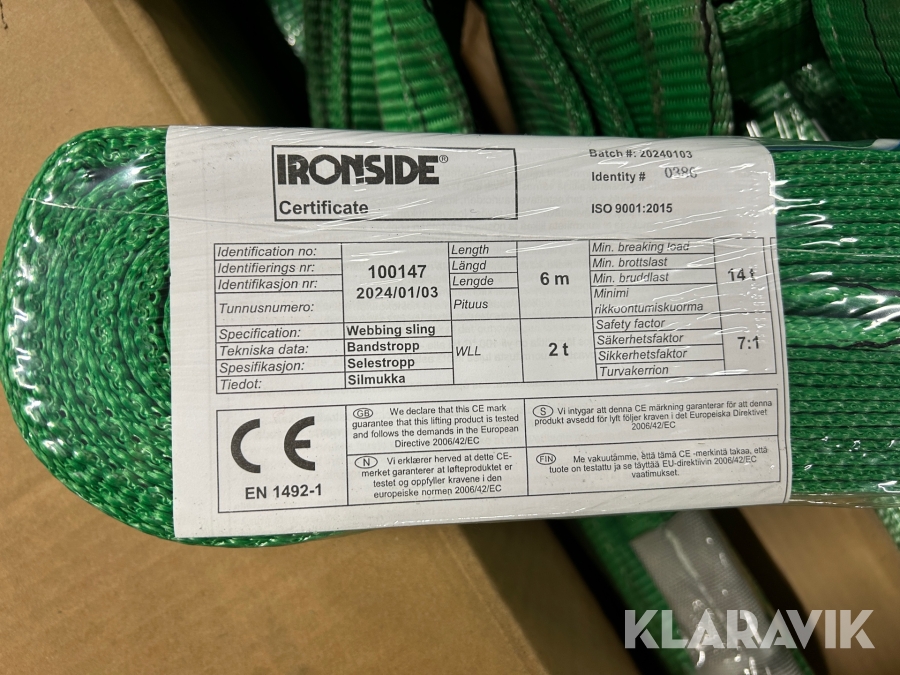 IRONSIDE®
Certificate
Batch #: 20240103
Identity # 0386
ISO 9001:2015
Identification no:
Identifierings nr:
Identifikasjon nr:
Tunnusnumero:
100147
2024/01/03
Length
Längd
Lengde
Pituus
6 m
Min. breaking load
Min. brottslast
Min. bruddlast
Minimi
rikkoontumiskuorma
14 t
Specification:
Tekniska data:
Spesifikasjon:
Tiedot:
Webbing sling
Bandstropp
Selestropp
Silmukka
WLL
2 t
Safety factor
Säkerhetsfaktor
Sikkerhetsfaktor
Turvakerrion
7:1
CE
EN 1492-1
GB We declare that this CE mark
guarantee that this lifting product is tested
and follows the demands in the European
Directive 2006/42/EC
N Vi erklærer herved at dette CE-
merket garanterer at løfteproduktet er
testet og oppfyller kravene i den
europeiske normen 2006/42/EC
S Vi intygar att denna CE märkning garanterar för att denna
produkt avsedd för lyft följer kraven i det Europeiska Direktivet
2006/42/EC
FIN Me vakuutämme, että tämä CE -merkintä takaa, että
tuote on testattu ja se täyttää EU-direktiivin 2006/42/EC
vaatimukset.
KLARAVIK